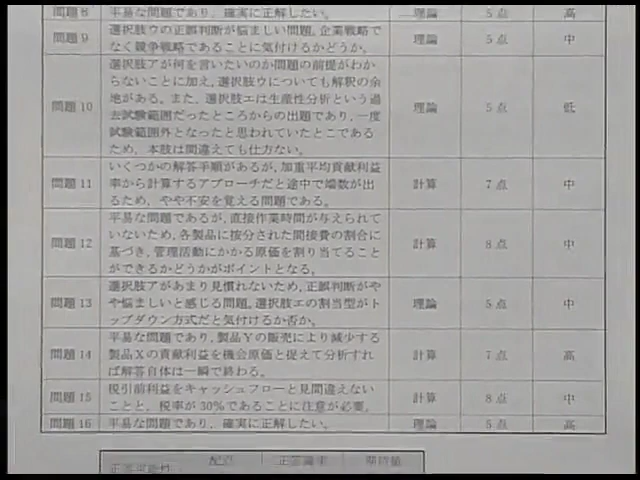 問題8 平易な問題であり，確実に正解したい。 理論 5点 高
選択肢ウの正誤判断が悩ましい問題。企業戦略で
問題9 なく競争戦略であることに気付けるかどうか。 理論 5点 中
選択肢アが何を言いたいのか問題の前提がわか
らないことに加え，選択肢ウについても解釈の余
地がある。また，選択肢エは生産性分析という過
問題10 去試験範囲だったところからの出題であり，一度 理論 5点 低
試験範囲外となったと思われていたとこである
ため，本肢は間違えても仕方ない。
いくつかの解答手順があるが，加重平均貢献利益
問題11 率から計算するアプローチだと途中で端数が出 計算 7点 中
るため，やや不安を覚える問題である。
平易な問題であるが，直接作業時間が与えられて
いないため，各製品に按分された間接費の割合に
問題12 基づき，管理活動にかかる原価を割り当てること 計算 8点 中
ができるかどうかがポイントとなる。
選択肢アがあまり見慣れないため，正誤判断がや
問題13 や悩ましいと感じる問題。選択肢エの割当型がト 理論 5点 中
ップダウン方式だと気付けるか否か。
平易な問題であり，製品Yの販売により減少する
問題14 製品Xの貢献利益を機会原価と捉えて分析すれ 計算 7点 高
ば解答自体は一瞬で終わる。
税引前利益をキャッシュフローと見間違えない
問題15 ことと，税率が30%であることに注意が必要。 計算 8点 中
問題16 平易な問題であり，確実に正解したい。 理論 5点 高
正答可能性 配点 正答題率 期待値